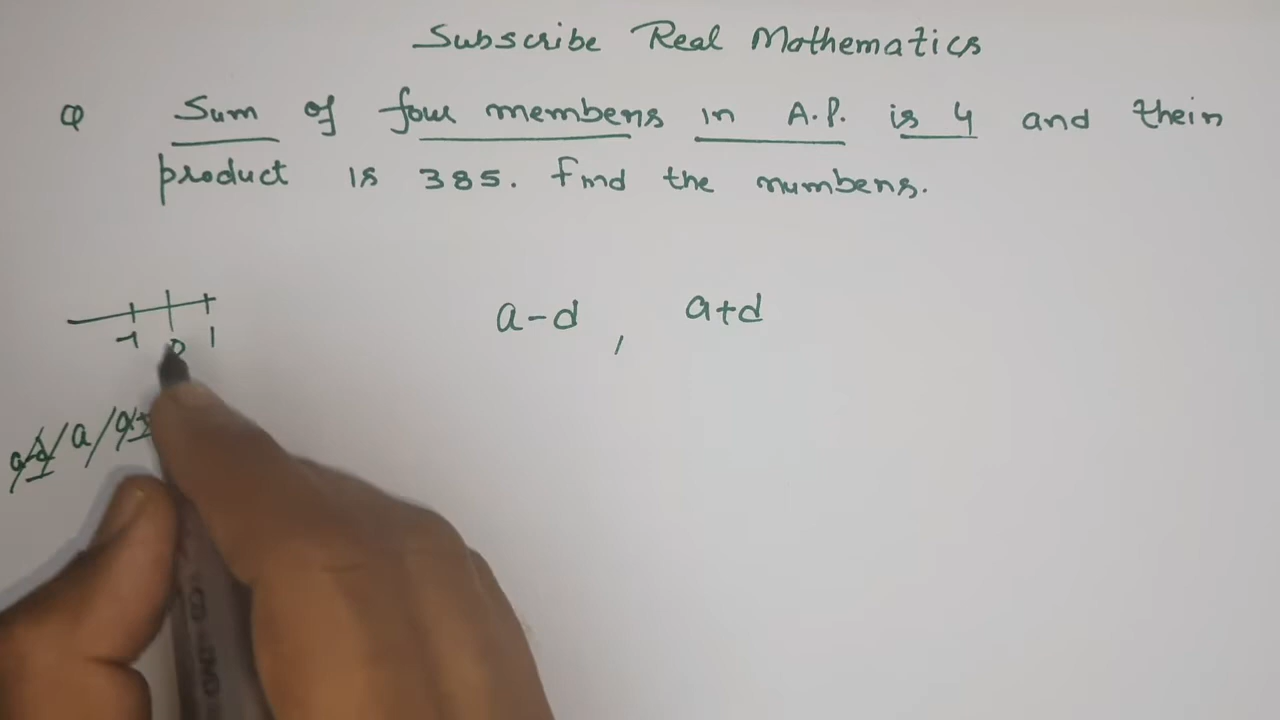 Subscribe Real Mathematics
Q Sum of four members in A.P. is 4 and their
product is 385. Find the numbers.
a-d , a+d
-1 0 1
a-d / a /